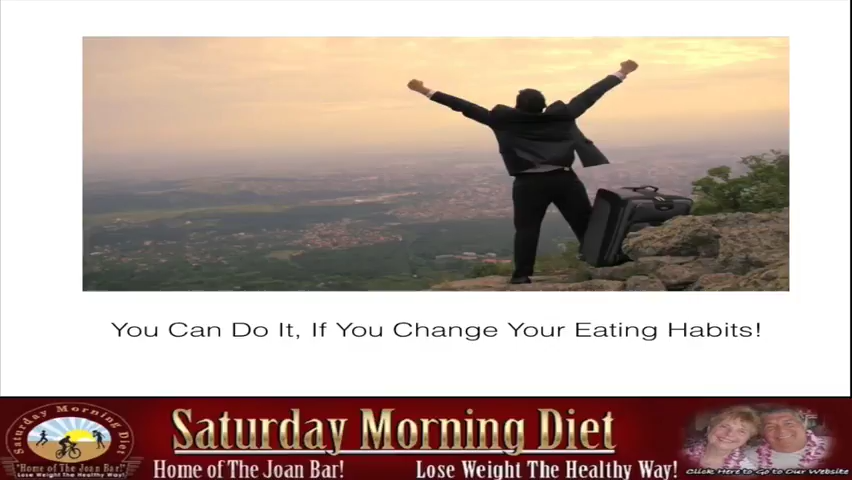 You Can Do It, If You Change Your Eating Habits!
Saturday Morning Diet
"Home of The Joan Bar!"
Lose Weight The Healthy Way!
Saturday Morning Diet
Home of The Joan Bar!
Lose Weight The Healthy Way!
Click Here to Go to Our Website